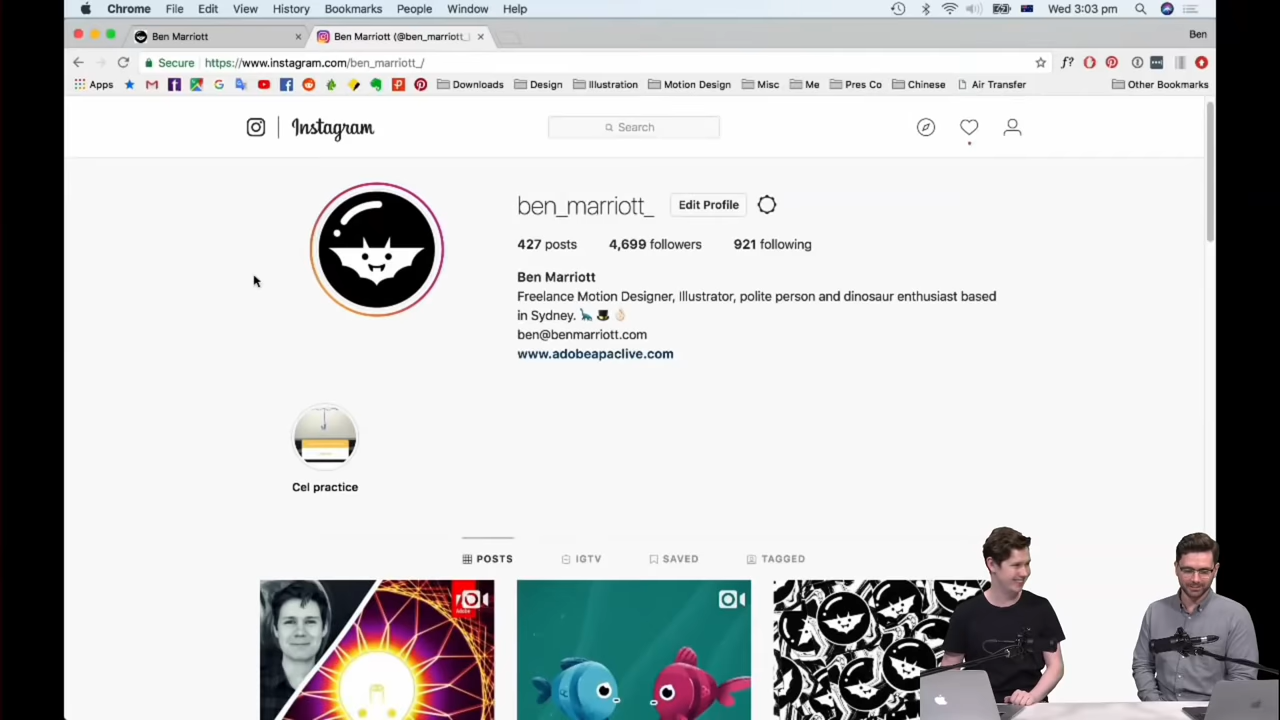 Chrome File Edit View History Bookmarks People Window Help Wed 3:03 pm
Ben Marriott Ben Marriott (@ben_marriott_ Ben
Secure https://www.instagram.com/ben_marriott_/ f?
Apps Downloads Design Illustration Motion Design Misc Me Pres Co Chinese Air Transfer Other Bookmarks
Instagram Search
ben_marriott_ Edit Profile
427 posts 4,699 followers 921 following
Ben Marriott
Freelance Motion Designer, Illustrator, polite person and dinosaur enthusiast based
in Sydney. 🦕 🎩 👌🏻
ben@benmarriott.com
www.adobeapaclive.com
Cel practice
POSTS IGTV SAVED TAGGED
Adobe